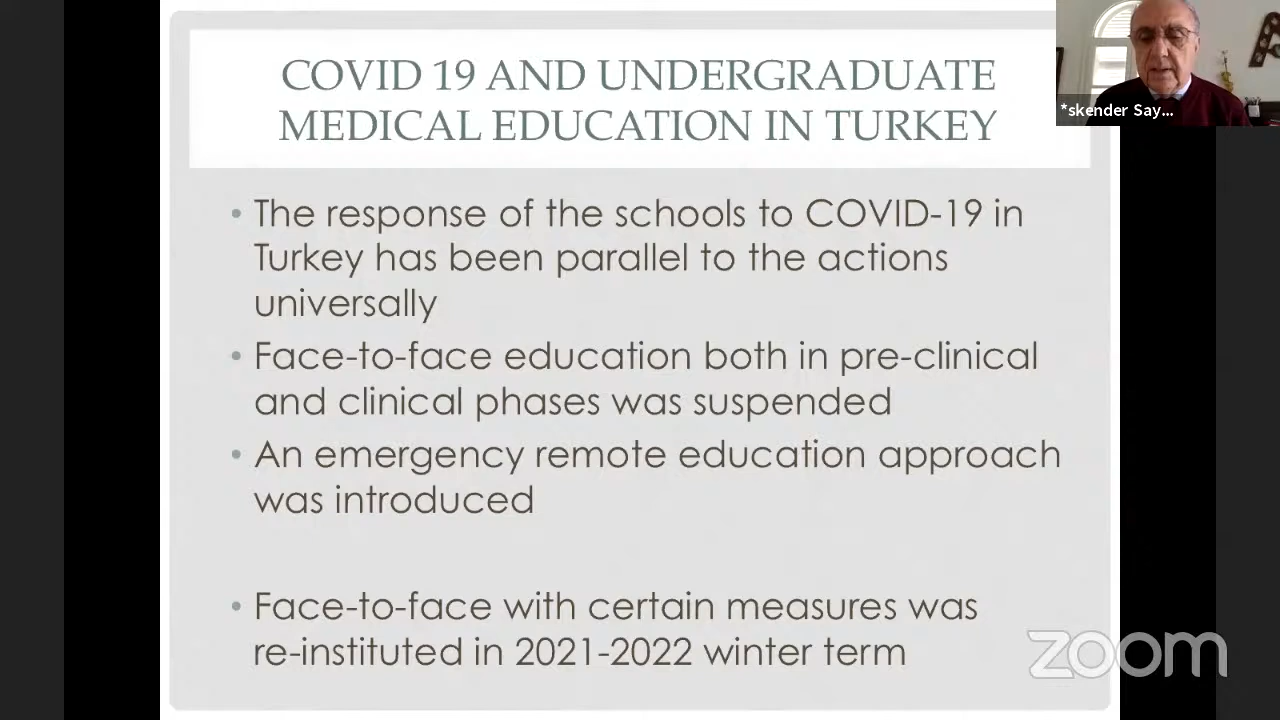 COVID 19 AND UNDERGRADUATE
MEDICAL EDUCATION IN TURKEY
*skender Say...
• The response of the schools to COVID-19 in
Turkey has been parallel to the actions
universally
• Face-to-face education both in pre-clinical
and clinical phases was suspended
• An emergency remote education approach
was introduced
• Face-to-face with certain measures was
re-instituted in 2021-2022 winter term
zoom